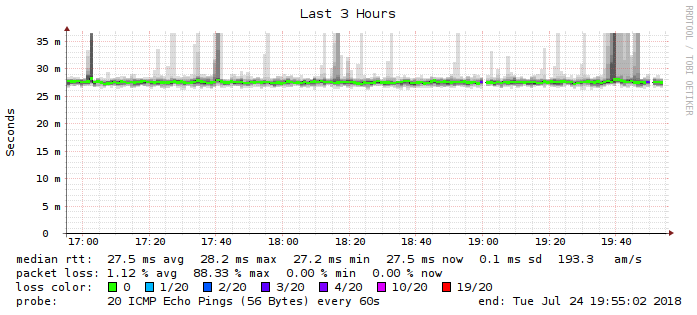 Last 3 Hours
RRDTOOL / TOBI OETIKER
Seconds
35 m
30 m
25 m
20 m
15 m
10 m
5 m
0
17:00 17:20 17:40 18:00 18:20 18:40 19:00 19:20 19:40
median rtt: 27.5 ms avg 28.2 ms max 27.2 ms min 27.5 ms now 0.1 ms sd 193.3 am/s
packet loss: 1.12 % avg 88.33 % max 0.00 % min 0.00 % now
loss color: 0 1/20 2/20 3/20 4/20 10/20 19/20
probe: 20 ICMP Echo Pings (56 Bytes) every 60s end: Tue Jul 24 19:55:02 2018